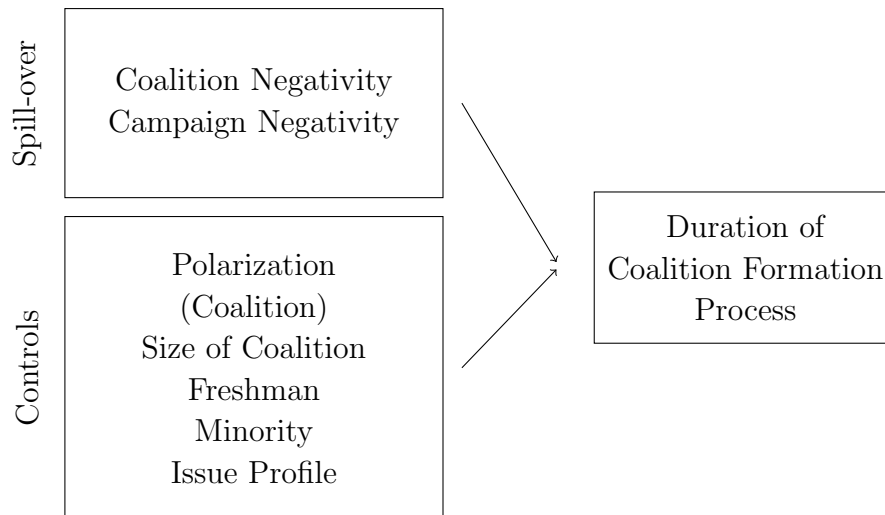 Spill-over
Coalition Negativity
Campaign Negativity
Controls
Polarization
(Coalition)
Size of Coalition
Freshman
Minority
Issue Profile
Duration of
Coalition Formation
Process